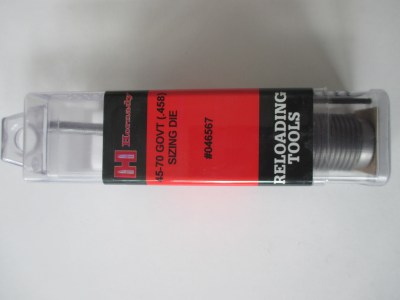 Hornady
45-70 GOVT (.458)
SIZING DIE
#046567
RELOADING
TOOLS